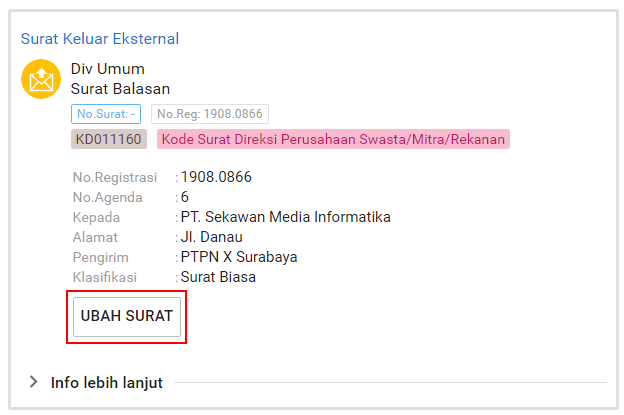 Surat Keluar Eksternal
Div Umum
Surat Balasan
No.Surat: - No.Reg: 1908.0866
KD011160 Kode Surat Direksi Perusahaan Swasta/Mitra/Rekanan
No.Registrasi : 1908.0866
No.Agenda : 6
Kepada : PT. Sekawan Media Informatika
Alamat : Jl. Danau
Pengirim : PTPN X Surabaya
Klasifikasi : Surat Biasa
UBAH SURAT
Info lebih lanjut